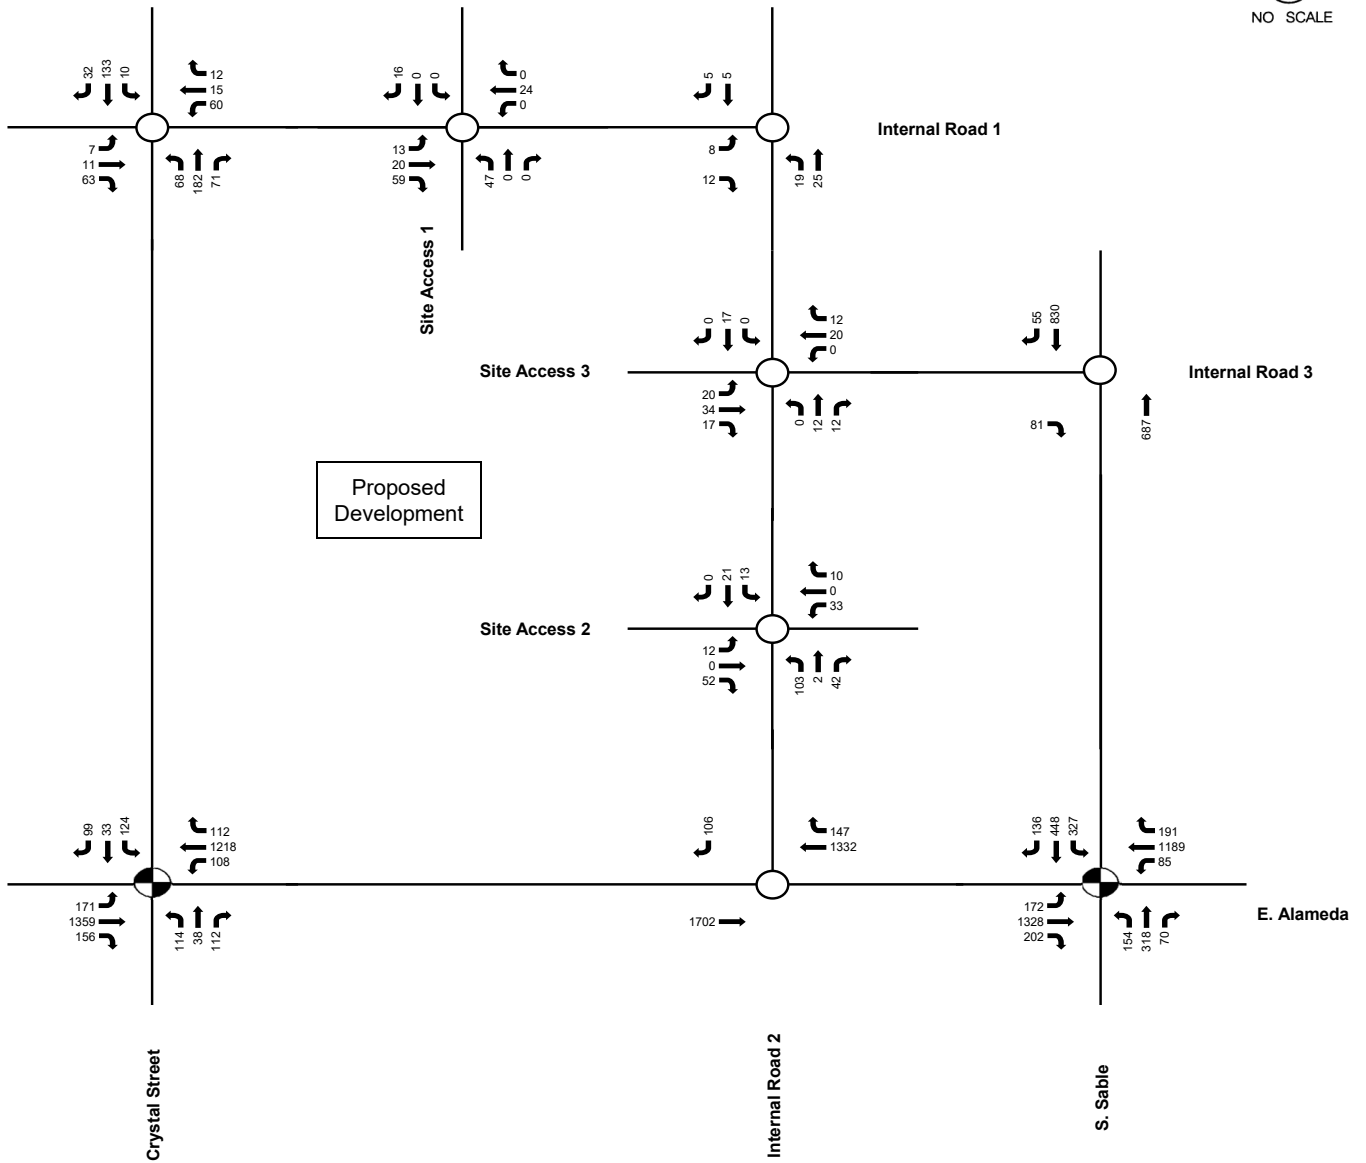 NO SCALE
32 133 10
12
15
60
7
11
63
68 182 71
16 0 0
0
24
0
13
20
59
47 0 0
5 5
8
12
19 25
Internal Road 1
Site Access 1
0 17 0
12
20
0
Site Access 3
20
34
17
0 12 12
55 830
81
687
Internal Road 3
Proposed
Development
0 21 13
10
0
33
Site Access 2
12
0
52
103 2 42
99 33 124
112
1218
108
171
1359
156
114 38 112
106
147
1332
1702
136 448 327
191
1189
85
172
1328
202
154 318 70
E. Alameda
Crystal Street
Internal Road 2
S. Sable